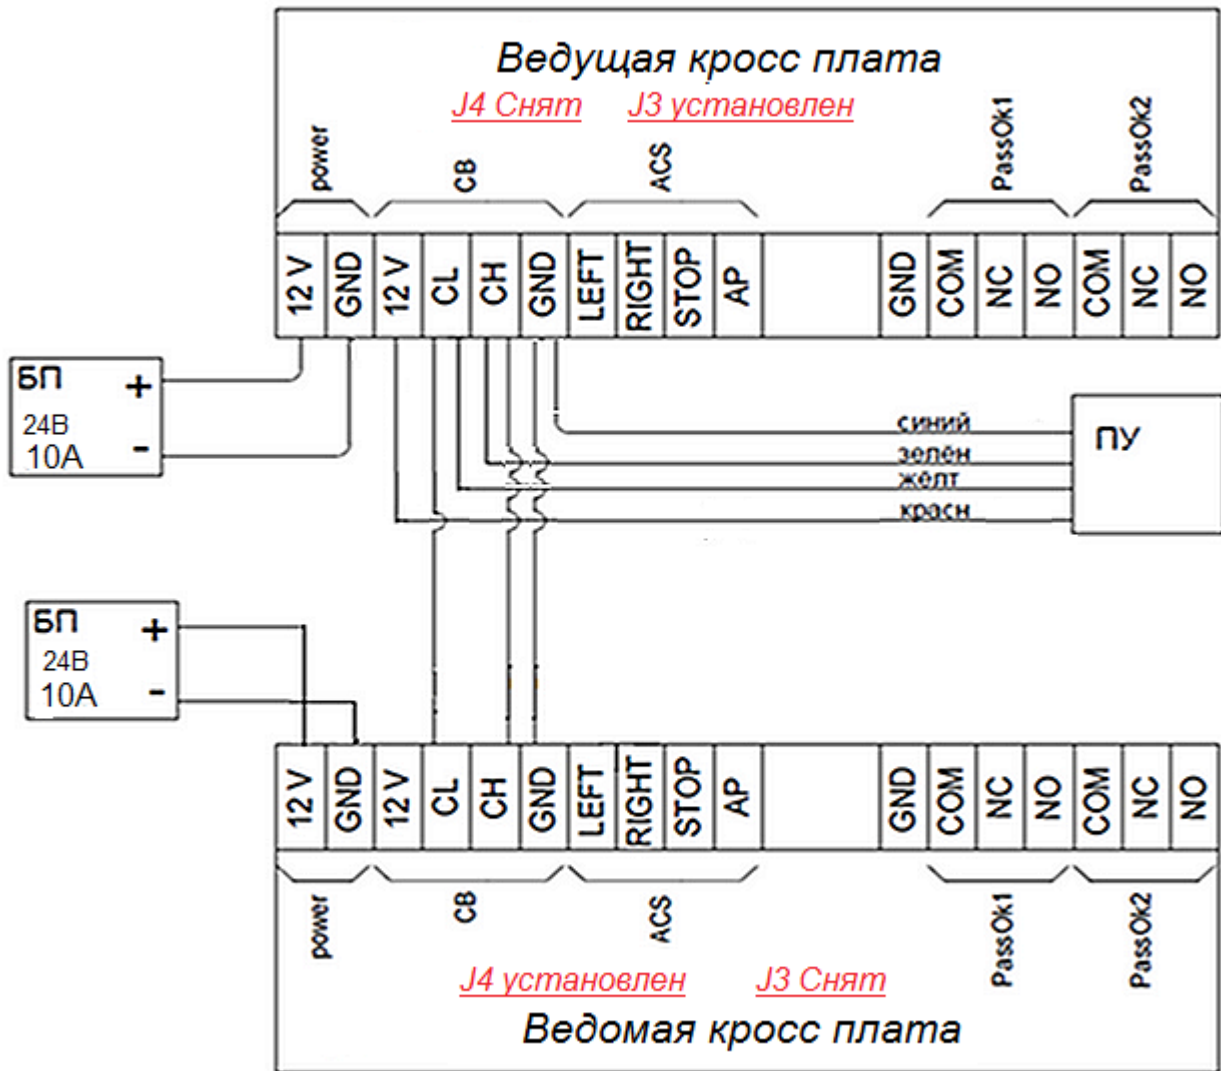 Ведущая кросс плата
J4 Снят J3 установлен
power CB ACS PassOk1 PassOk2
12 V GND 12 V CL CH GND LEFT RIGHT STOP AP GND COM NC NO COM NC NO
БП +
24В
10А -
синий
зелён
жёлт
красн
ПУ
БП +
24В
10А -
12 V GND 12 V CL CH GND LEFT RIGHT STOP AP GND COM NC NO COM NC NO
power CB ACS PassOk1 PassOk2
J4 установлен J3 Снят
Ведомая кросс плата